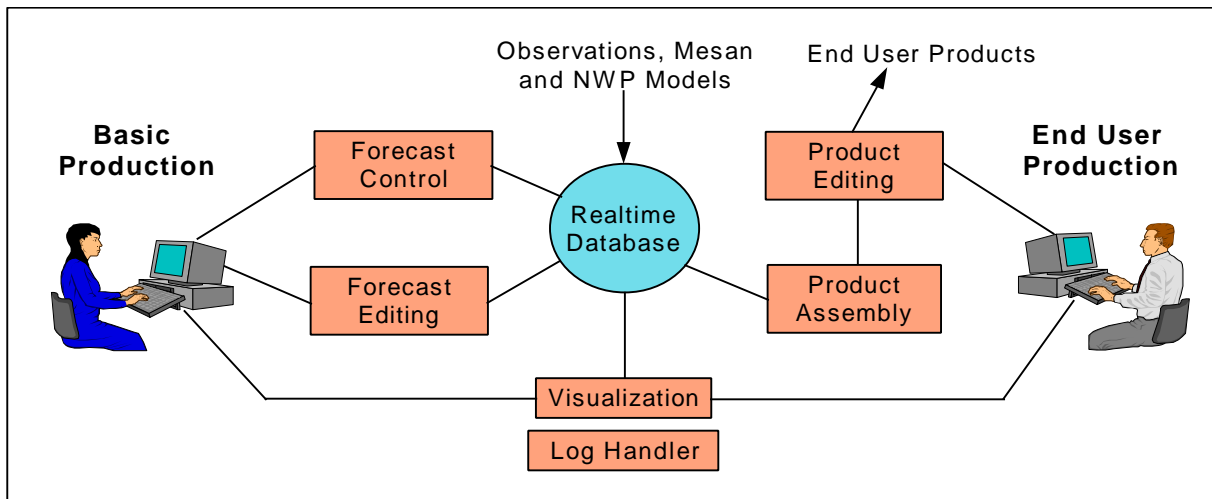 Observations, Mesan
and NWP Models
End User Products
Basic
Production
Forecast
Control
Product
Editing
End User
Production
Realtime
Database
Forecast
Editing
Product
Assembly
Visualization
Log Handler